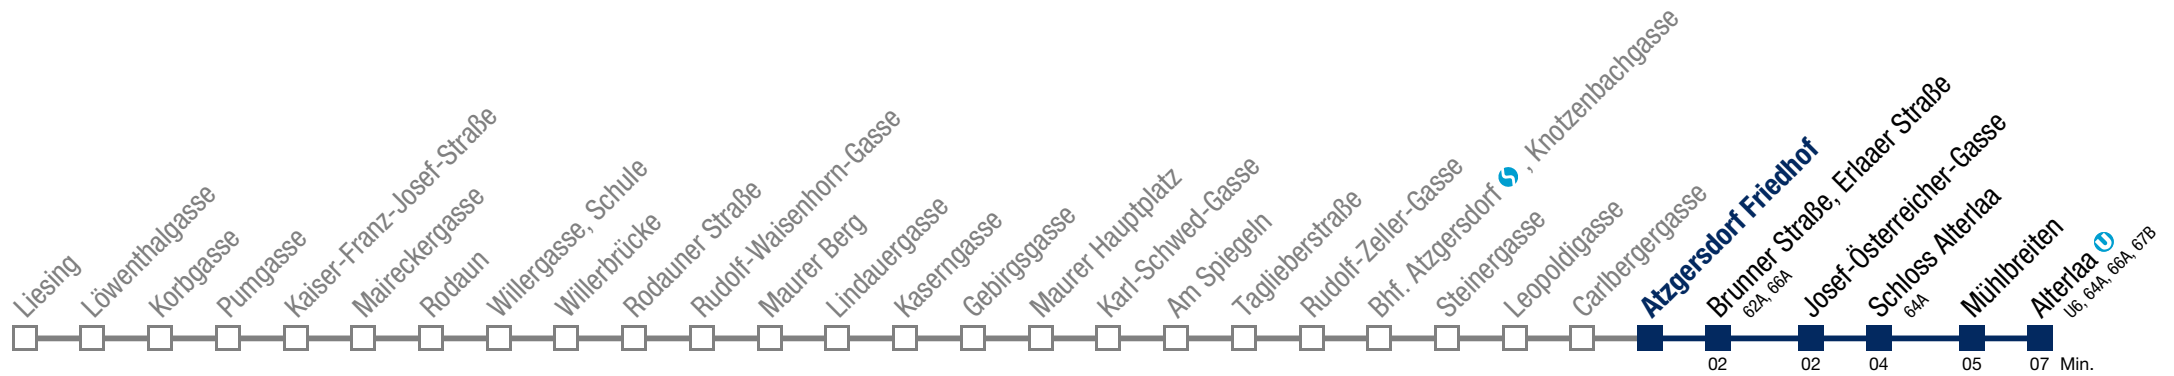 Liesing
Löwenthalgasse
Korbgasse
Pumgasse
Kaiser-Franz-Josef-Straße
Maireckergasse
Rodaun
Willergasse, Schule
Willerbrücke
Rodauner Straße
Rudolf-Waisenhorn-Gasse
Maurer Berg
Lindauergasse
Kaserngasse
Gebirgsgasse
Maurer Hauptplatz
Karl-Schwed-Gasse
Am Spiegeln
Taglieberstraße
Rudolf-Zeller-Gasse
Bhf. Atzgersdorf S, Knotzenbachgasse
Steinergasse
Leopoldigasse
Carlbergergasse
Atzgersdorf Friedhof
Brunner Straße, Erlaaer Straße
62A, 66A
Josef-Österreicher-Gasse
Schloss Alterlaa
64A
Mühlbreiten
Alterlaa U
U6, 64A, 66A, 67B
02 02 04 05 07 Min.